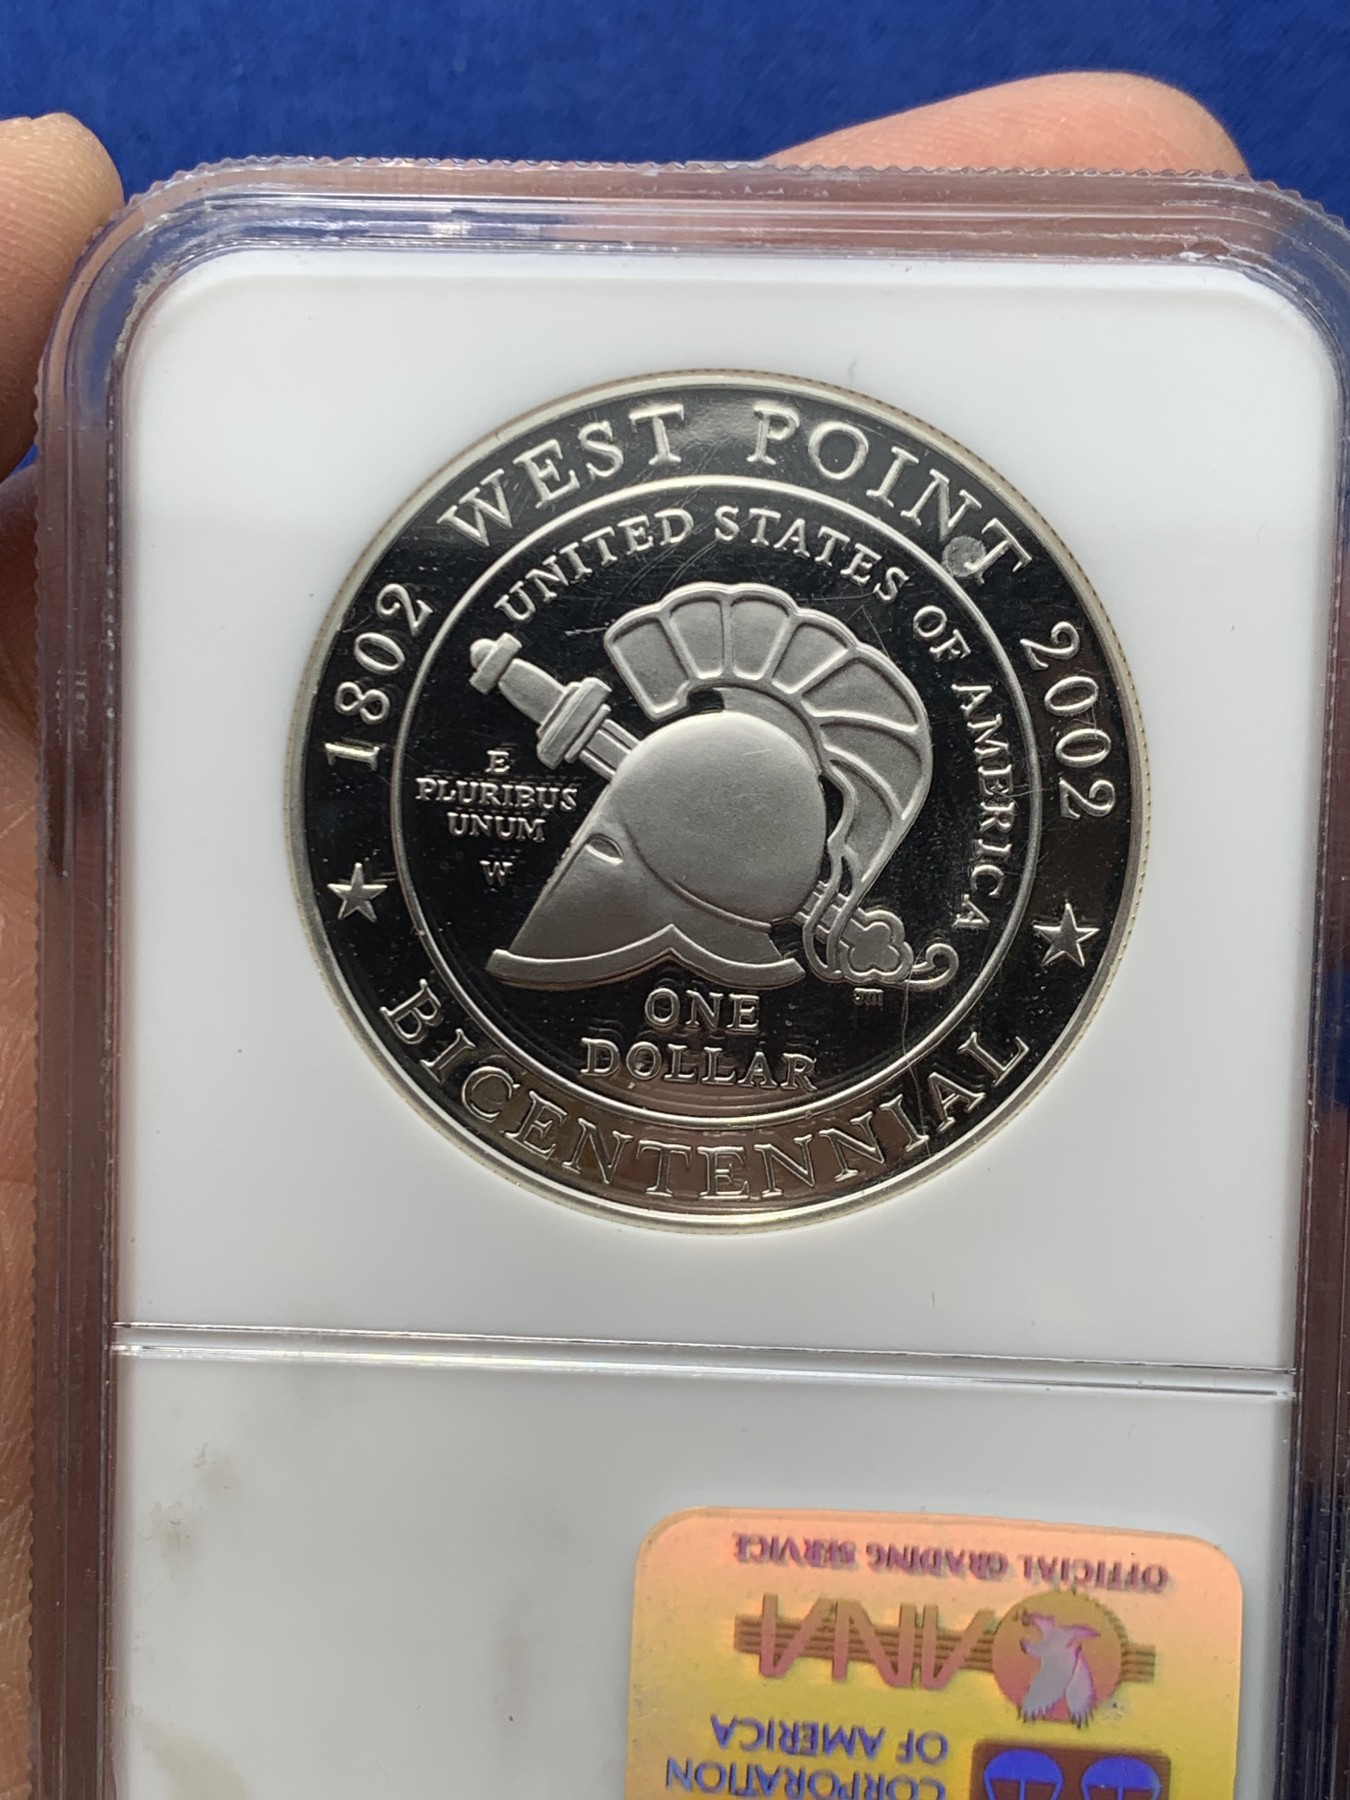 1802 WEST POINT 2002
UNITED STATES OF AMERICA
E
PLURIBUS
UNUM
W
ONE
DOLLAR
BICENTENNIAL
OFFICIAL GRADING SERVICE
ANA
CORPORATION
OF AMERICA